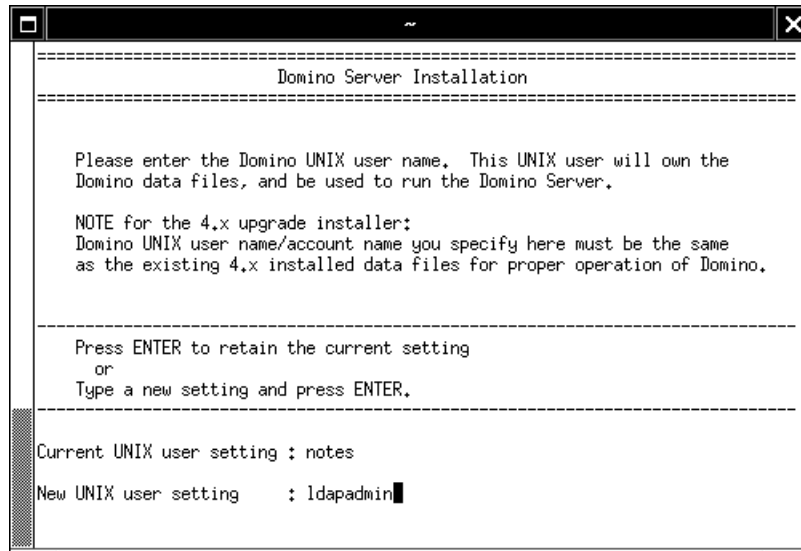 ~
Domino Server Installation
Please enter the Domino UNIX user name. This UNIX user will own the
Domino data files, and be used to run the Domino Server.
NOTE for the 4.x upgrade installer:
Domino UNIX user name/account name you specify here must be the same
as the existing 4.x installed data files for proper operation of Domino.
Press ENTER to retain the current setting
or
Type a new setting and press ENTER.
Current UNIX user setting : notes
New UNIX user setting : ldapadmin